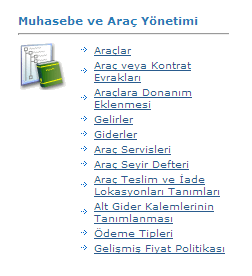 Muhasebe ve Araç Yönetimi
Araçlar
Araç veya Kontrat
Evrakları
Araçlara Donanım
Eklenmesi
Gelirler
Giderler
Araç Servisleri
Araç Seyir Defteri
Araç Teslim ve İade
Lokasyonları Tanımları
Alt Gider Kalemlerinin
Tanımlanması
Ödeme Tipleri
Gelişmiş Fiyat Politikası